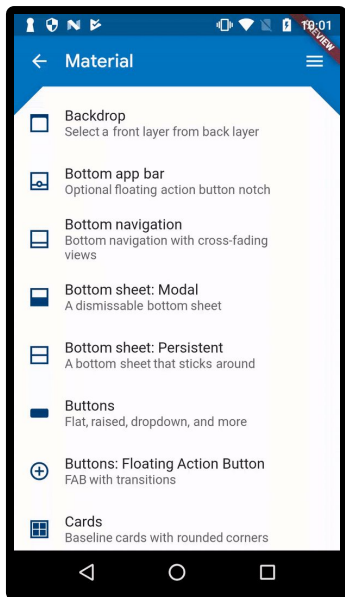 10:01
PREVIEW
Material
Backdrop
Select a front layer from back layer
Bottom app bar
Optional floating action button notch
Bottom navigation
Bottom navigation with cross-fading
views
Bottom sheet: Modal
A dismissable bottom sheet
Bottom sheet: Persistent
A bottom sheet that sticks around
Buttons
Flat, raised, dropdown, and more
Buttons: Floating Action Button
FAB with transitions
Cards
Baseline cards with rounded corners